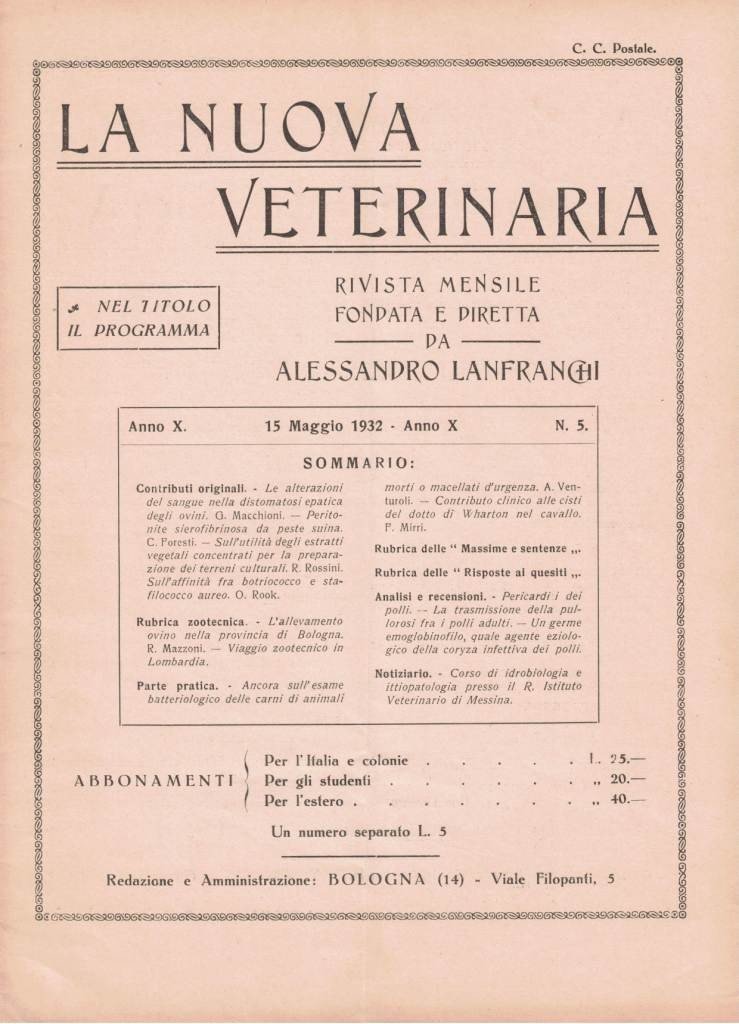 C. C. Postale.
LA NUOVA
VETERINARIA
NEL TITOLO
IL PROGRAMMA
RIVISTA MENSILE
FONDATA E DIRETTA
DA
ALESSANDRO LANFRANCHI
Anno X. 15 Maggio 1932 - Anno X N. 5.
SOMMARIO:
Contributi originali. - Le alterazioni
del sangue nella distomatosi epatica
degli ovini. G. Macchioni. — Perito-
nite sierofibrinosa da peste suina.
C. Foresti. — Sull'utilità degli estratti
vegetali concentrati per la prepara-
zione dei terreni culturali. R. Rossini.
Sull'affinità fra botriococco e sta-
filococco aureo. O. Rook.
Rubrica zootecnica. - L'allevamento
ovino nella provincia di Bologna.
R. Mazzoni. — Viaggio zootecnico in
Lombardia.
Parte pratica. - Ancora sull'esame
batteriologico delle carni di animali
morti o macellati d'urgenza. A. Ven-
turoli. — Contributo clinico alle cisti
del dotto di Wharton nel cavallo.
P. Mirri.
Rubrica delle “ Massime e sentenze „.
Rubrica delle “ Risposte ai quesiti „.
Analisi e recensioni. - Pericardi i dei
polli. -- La trasmissione della pul-
lorosi fra i polli adulti. — Un germe
emoglobinofilo, quale agente eziolo-
gico della coryza infettiva dei polli.
Notiziario. - Corso di idrobiologia e
ittiopatologia presso il R. Istituto
Veterinario di Messina.
ABBONAMENTI
Per l'Italia e colonie . . . . . L. 25.—
Per gli studenti . . . . . . „ 20.—
Per l'estero . . . . . . . „ 40.—
Un numero separato L. 5
Redazione e Amministrazione: BOLOGNA (14) - Viale Filopanti, 5